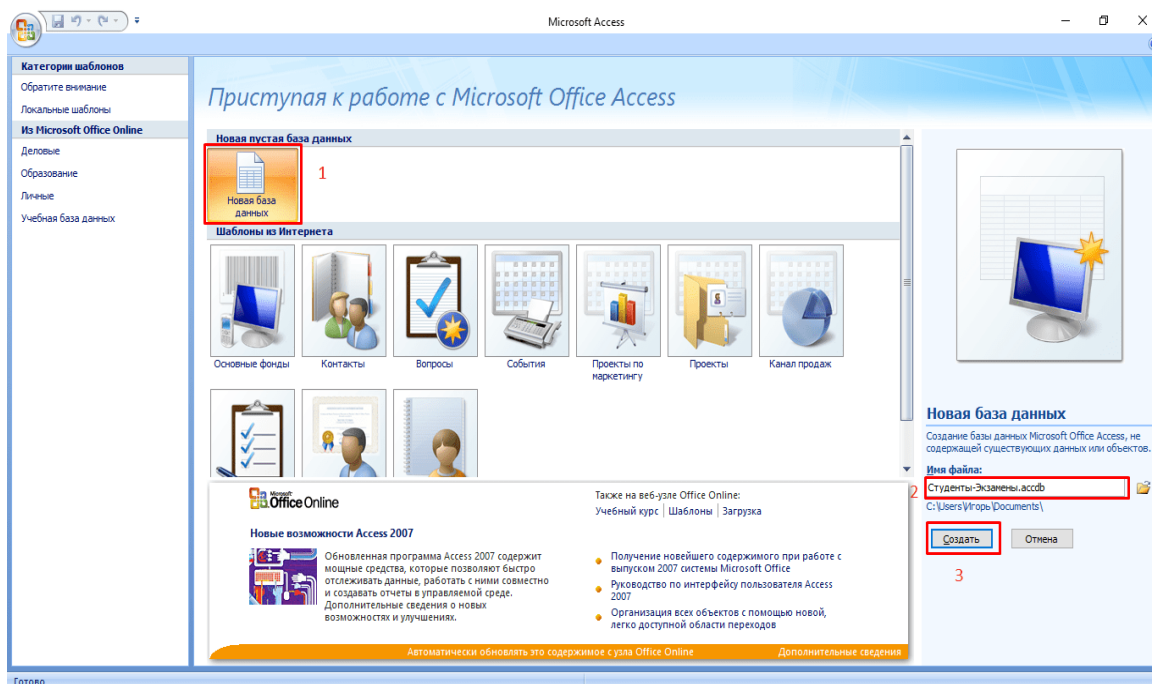 Microsoft Access
Категории шаблонов
Обратите внимание
Локальные шаблоны
Из Microsoft Office Online
Деловые
Образование
Личные
Учебная база данных
Приступая к работе с Microsoft Office Access
Новая пустая база данных
1
Новая база
данных
Шаблоны из Интернета
Основные фонды
Контакты
Вопросы
События
Проекты по
маркетингу
Проекты
Канал продаж
Microsoft
Office Online
Новые возможности Access 2007
Обновленная программа Access 2007 содержит
мощные средства, которые позволяют быстро
отслеживать данные, работать с ними совместно
и создавать отчеты в управляемой среде.
Дополнительные сведения о новых
возможностях и улучшениях.
Также на веб-узле Office Online:
Учебный курс | Шаблоны | Загрузка
Получение новейшего содержимого при работе с
выпуском 2007 системы Microsoft Office
Руководство по интерфейсу пользователя Access
2007
Организация всех объектов с помощью новой,
легко доступной области переходов
Автоматически обновлять это содержимое с узла Office Online
Дополнительные сведения
Новая база данных
Создание базы данных Microsoft Office Access, не
содержащей существующих данных или объектов.
Имя файла:
2
Студенты-Экзамены.accdb
C:\Users\Игорь\Documents\
Создать
Отмена
3
Готово